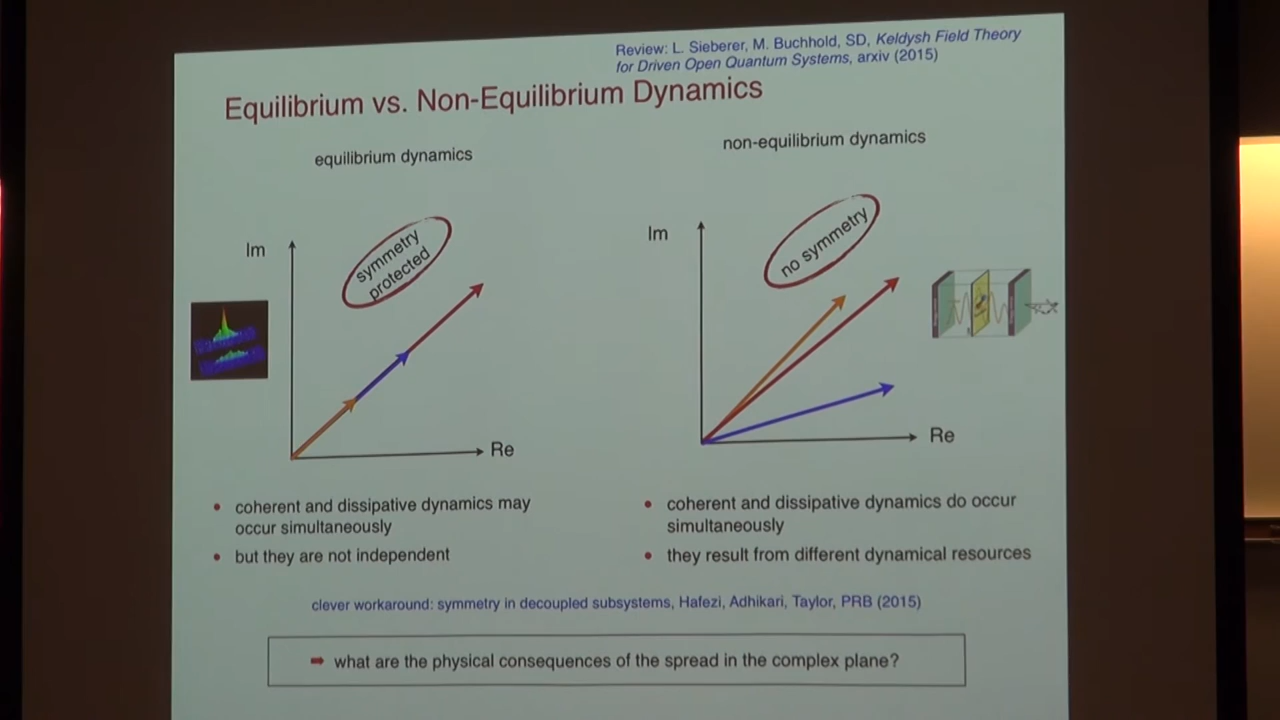 Review: L. Sieberer, M. Buchhold, SD, Keldysh Field Theory
for Driven Open Quantum Systems, arxiv (2015)
Equilibrium vs. Non-Equilibrium Dynamics
equilibrium dynamics
non-equilibrium dynamics
Im
symmetry
protected
Re
Im
no symmetry
Re
• coherent and dissipative dynamics may
occur simultaneously
• but they are not independent
• coherent and dissipative dynamics do occur
simultaneously
• they result from different dynamical resources
clever workaround: symmetry in decoupled subsystems, Hafezi, Adhikari, Taylor, PRB (2015)
➡ what are the physical consequences of the spread in the complex plane?